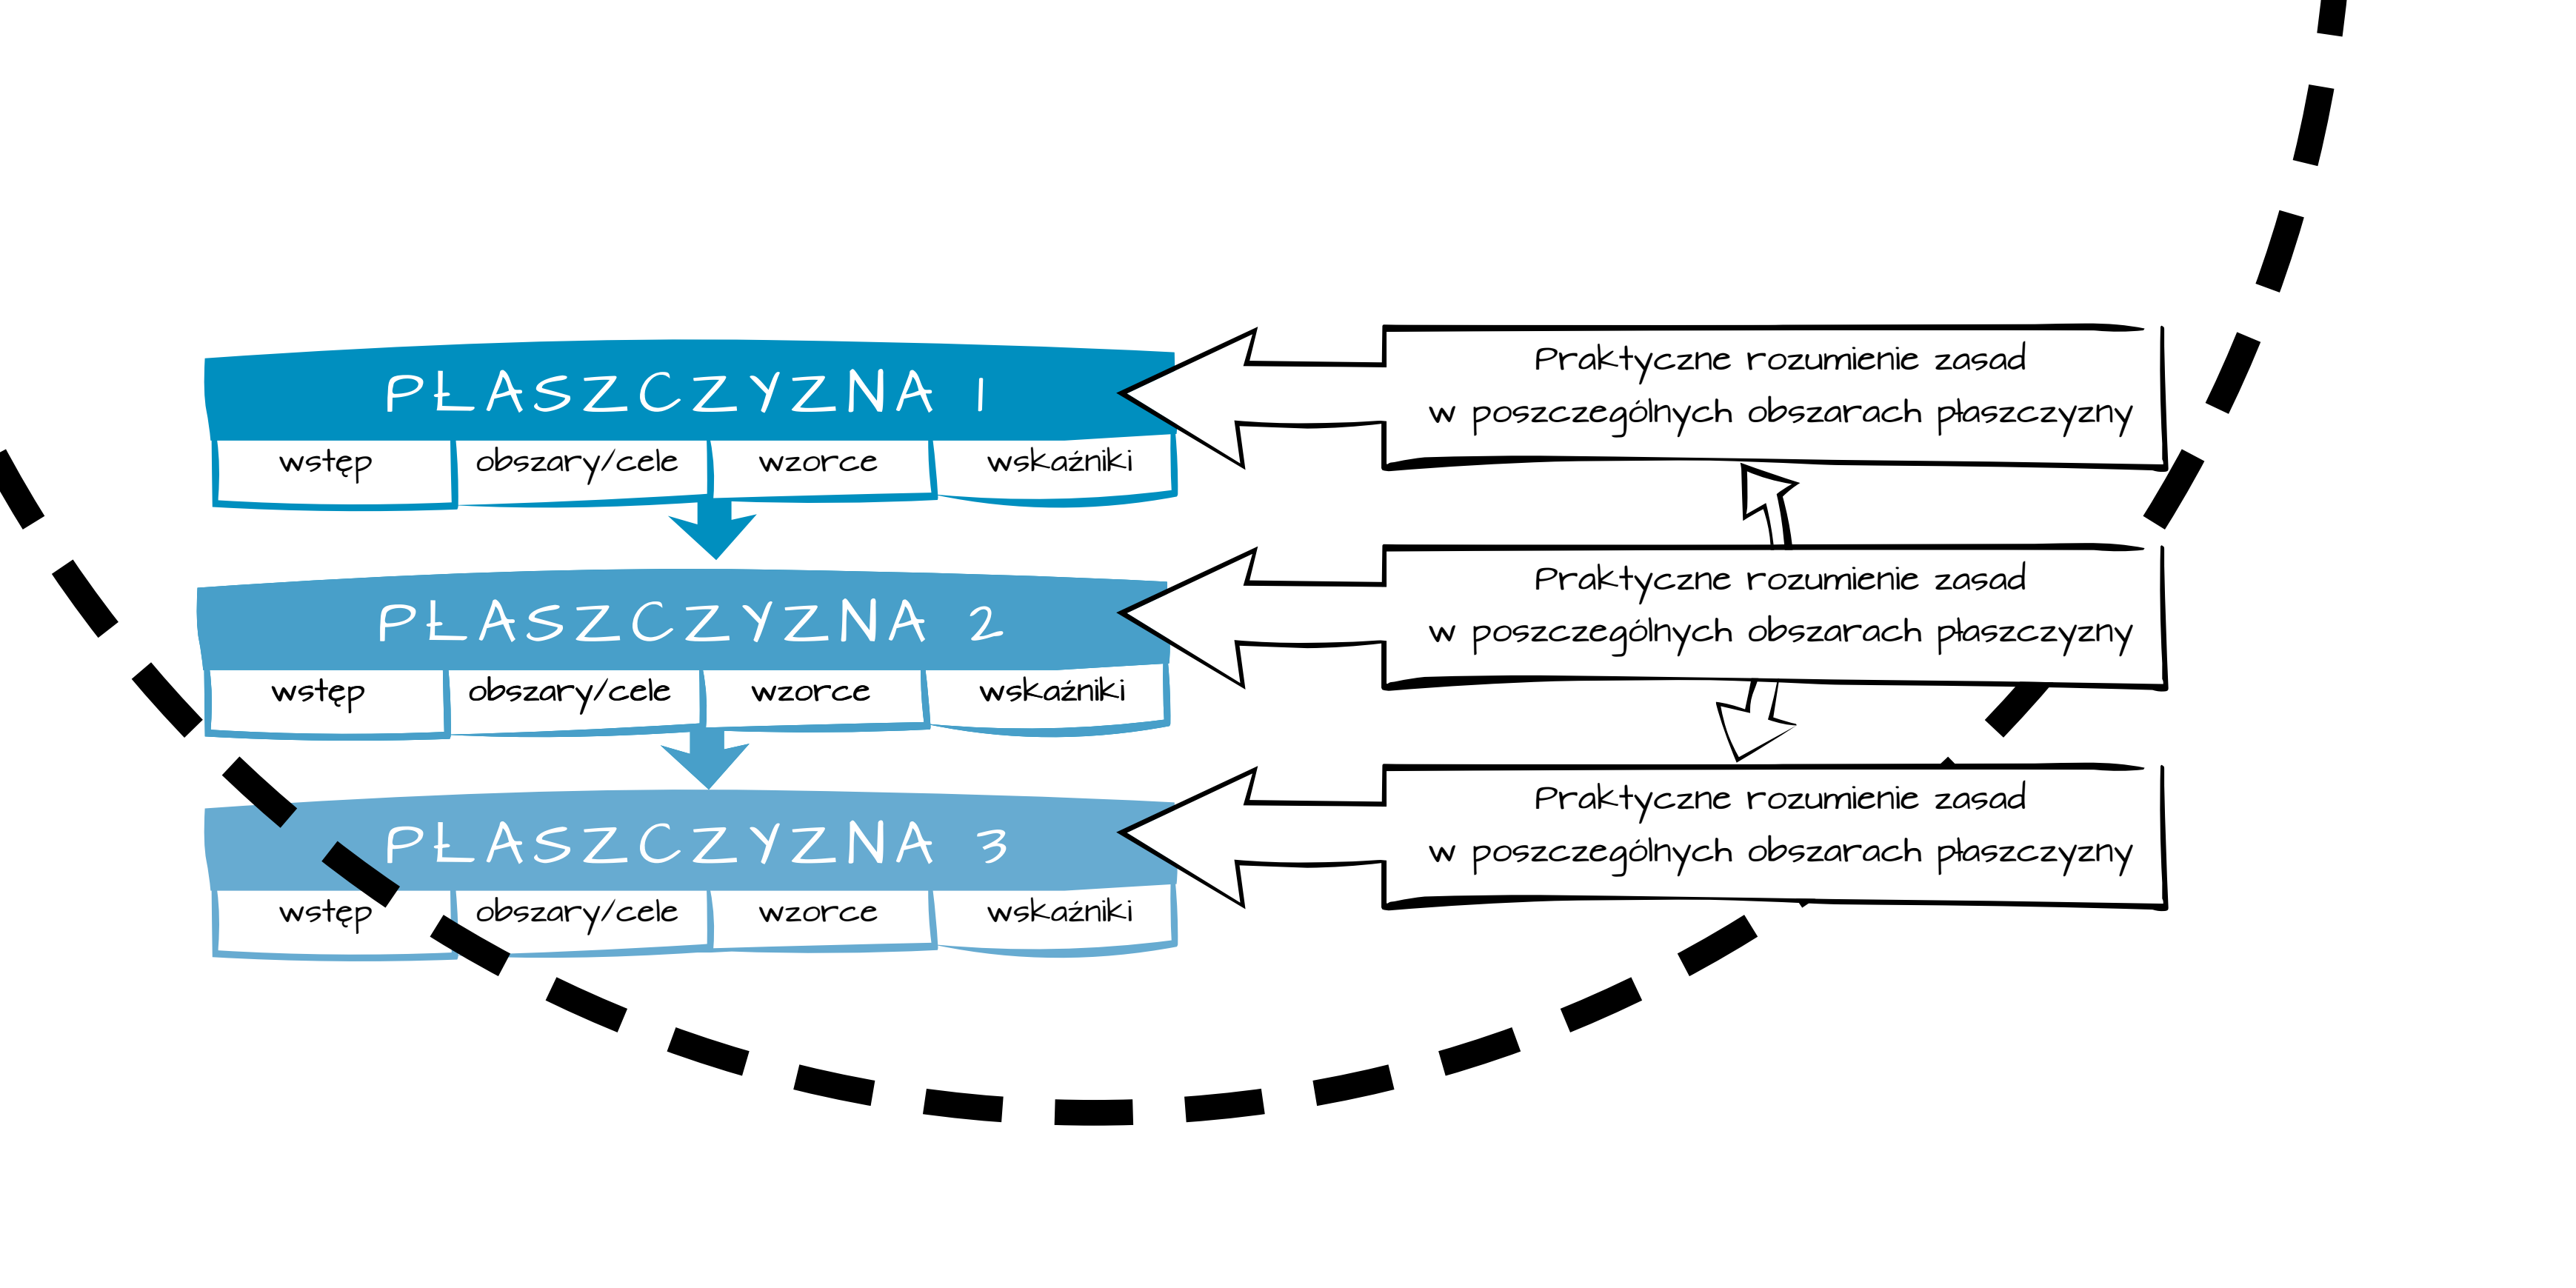 PŁASZCZYZNA 1
wstęp obszary/cele wzorce wskaźniki
Praktyczne rozumienie zasad
w poszczególnych obszarach płaszczyzny
PŁASZCZYZNA 2
wstęp obszary/cele wzorce wskaźniki
Praktyczne rozumienie zasad
w poszczególnych obszarach płaszczyzny
PŁASZCZYZNA 3
wstęp obszary/cele wzorce wskaźniki
Praktyczne rozumienie zasad
w poszczególnych obszarach płaszczyzny